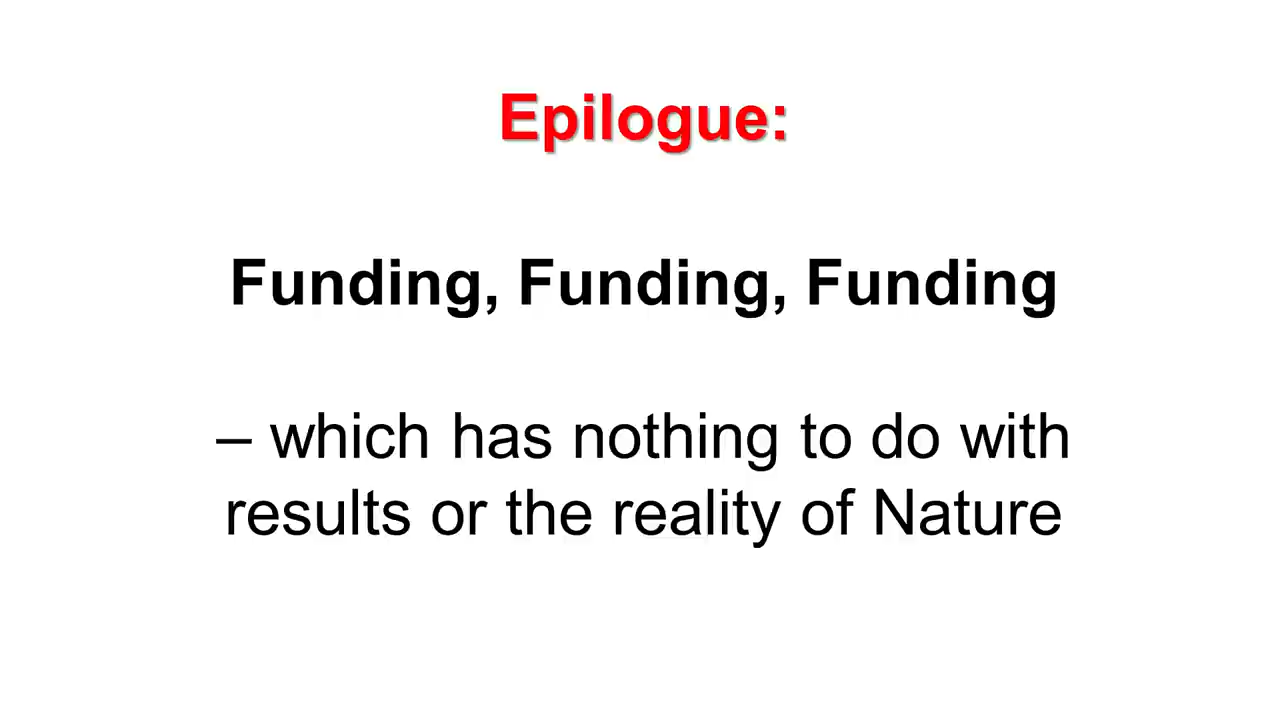 Epilogue:
Funding, Funding, Funding
– which has nothing to do with
results or the reality of Nature